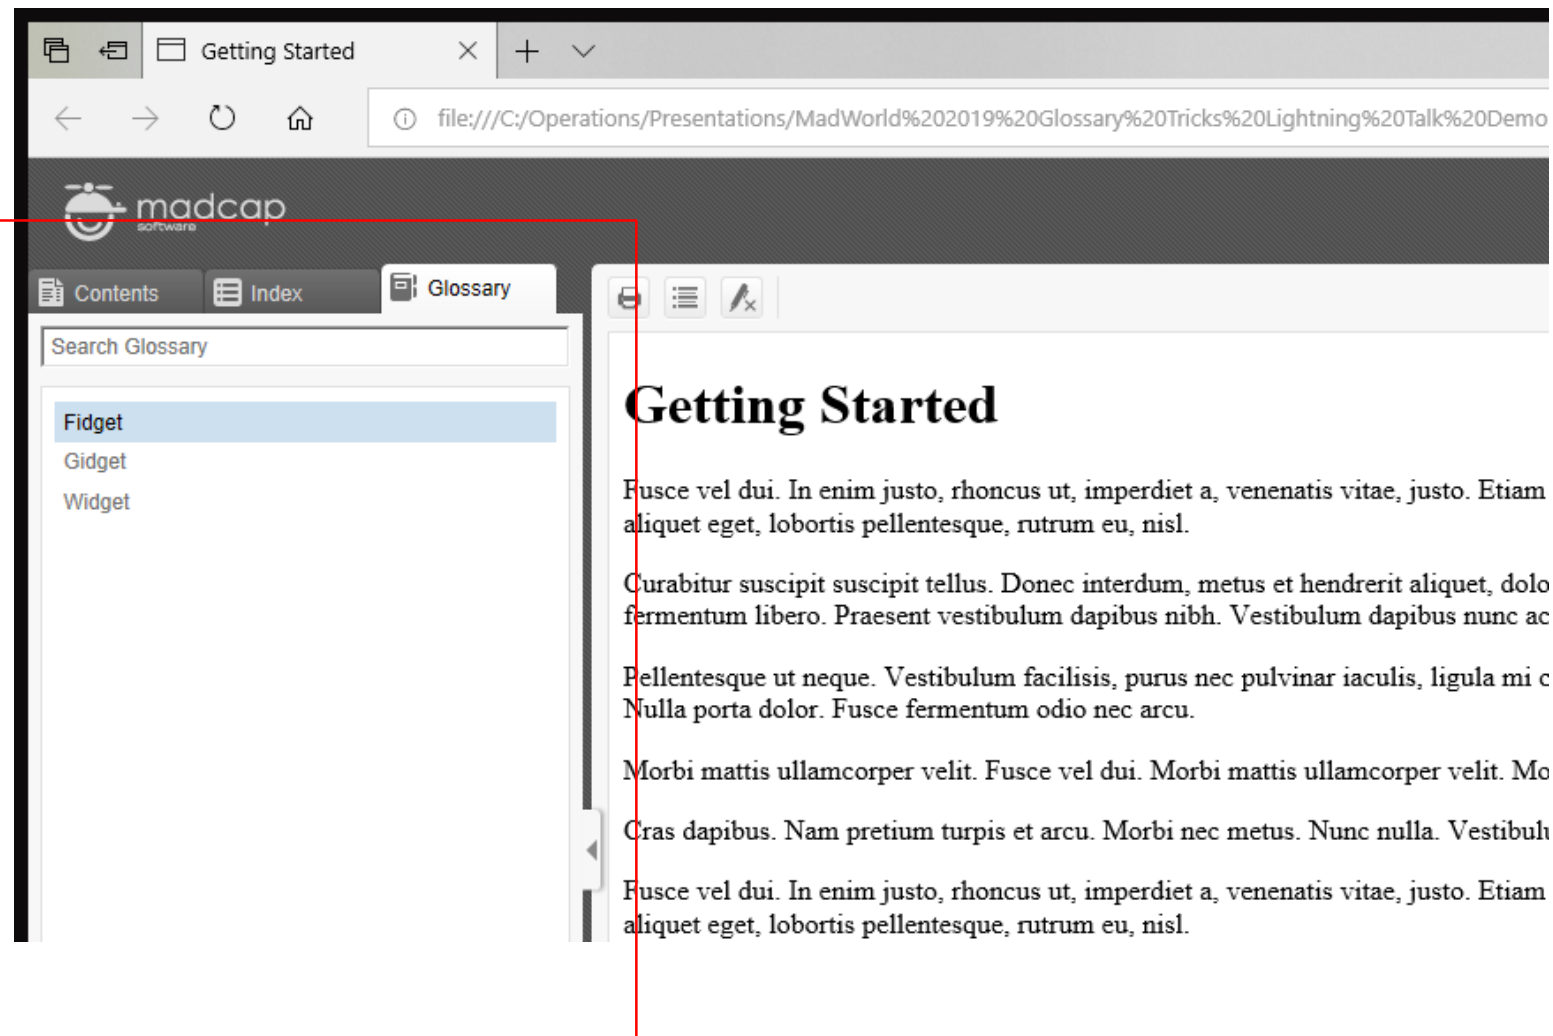 Getting Started
file:///C:/Operations/Presentations/MadWorld%202019%20Glossary%20Tricks%20Lightning%20Talk%20Demo
madcap
software
Contents
Index
Glossary
Search Glossary
Fidget
Gidget
Widget
Getting Started
Fusce vel dui. In enim justo, rhoncus ut, imperdiet a, venenatis vitae, justo. Etiam
aliquet eget, lobortis pellentesque, rutrum eu, nisl.
Curabitur suscipit suscipit tellus. Donec interdum, metus et hendrerit aliquet, dolo
fermentum libero. Praesent vestibulum dapibus nibh. Vestibulum dapibus nunc ac
Pellentesque ut neque. Vestibulum facilisis, purus nec pulvinar iaculis, ligula mi c
Nulla porta dolor. Fusce fermentum odio nec arcu.
Morbi mattis ullamcorper velit. Fusce vel dui. Morbi mattis ullamcorper velit. Mo
Cras dapibus. Nam pretium turpis et arcu. Morbi nec metus. Nunc nulla. Vestibulu
Fusce vel dui. In enim justo, rhoncus ut, imperdiet a, venenatis vitae, justo. Etiam
aliquet eget, lobortis pellentesque, rutrum eu, nisl.